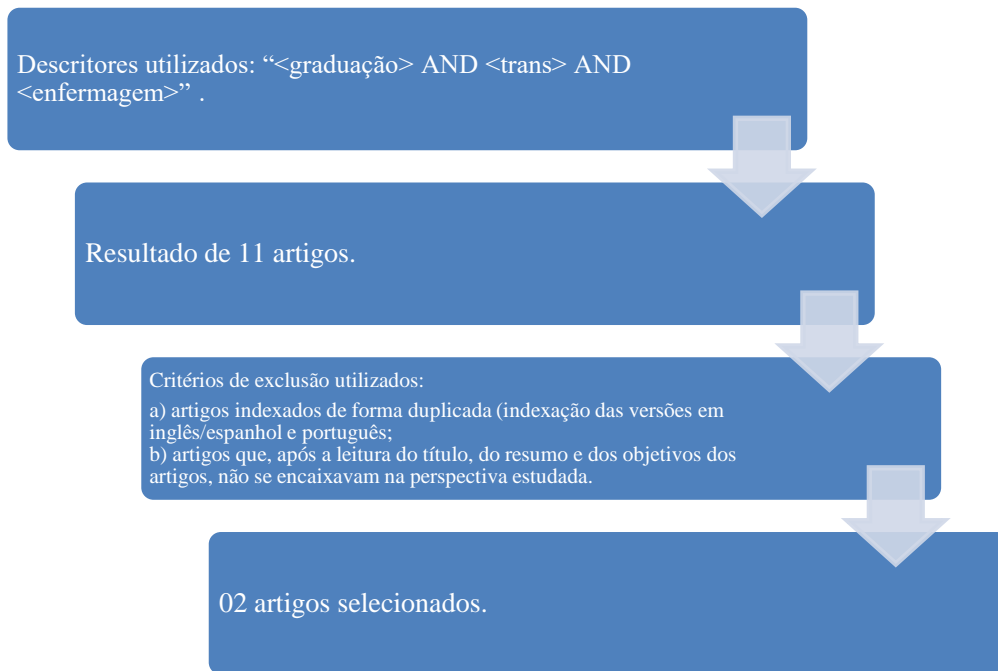 Descritores utilizados: “<graduação> AND <trans> AND
<enfermagem>” .
Resultado de 11 artigos.
Critérios de exclusão utilizados:
a) artigos indexados de forma duplicada (indexação das versões em
inglês/espanhol e português;
b) artigos que, após a leitura do título, do resumo e dos objetivos dos
artigos, não se encaixavam na perspectiva estudada.
02 artigos selecionados.